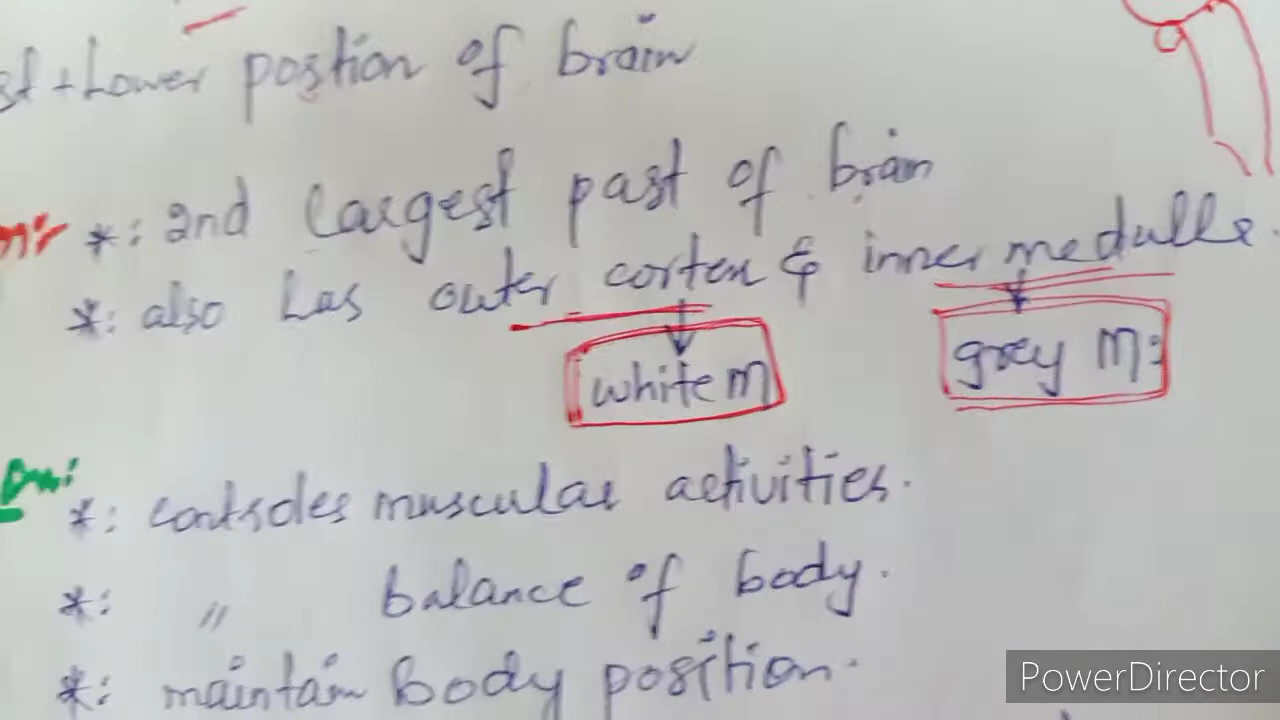 + Lower postion of brain
*: 2nd largest past of brain
*: also has outer cortex & inner medulla.
white m
grey m:
*: controles muscular activities.
*: " balance of body.
*: maintain Body position.
PowerDirector